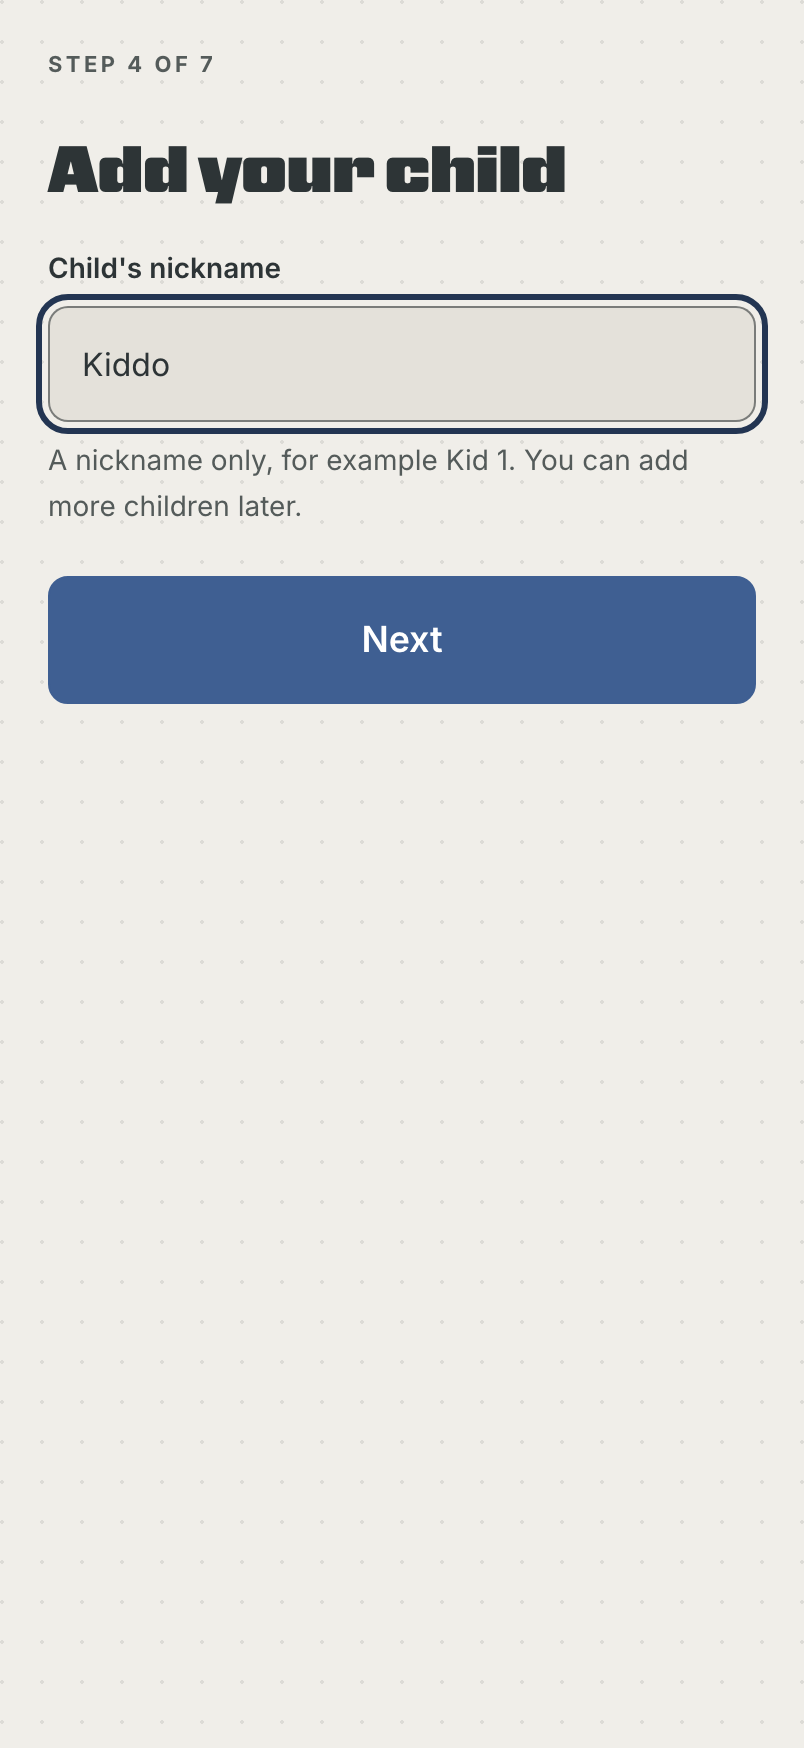 STEP 4 OF 7
Add your child
Child's nickname
Kiddo
A nickname only, for example Kid 1. You can add
more children later.
Next